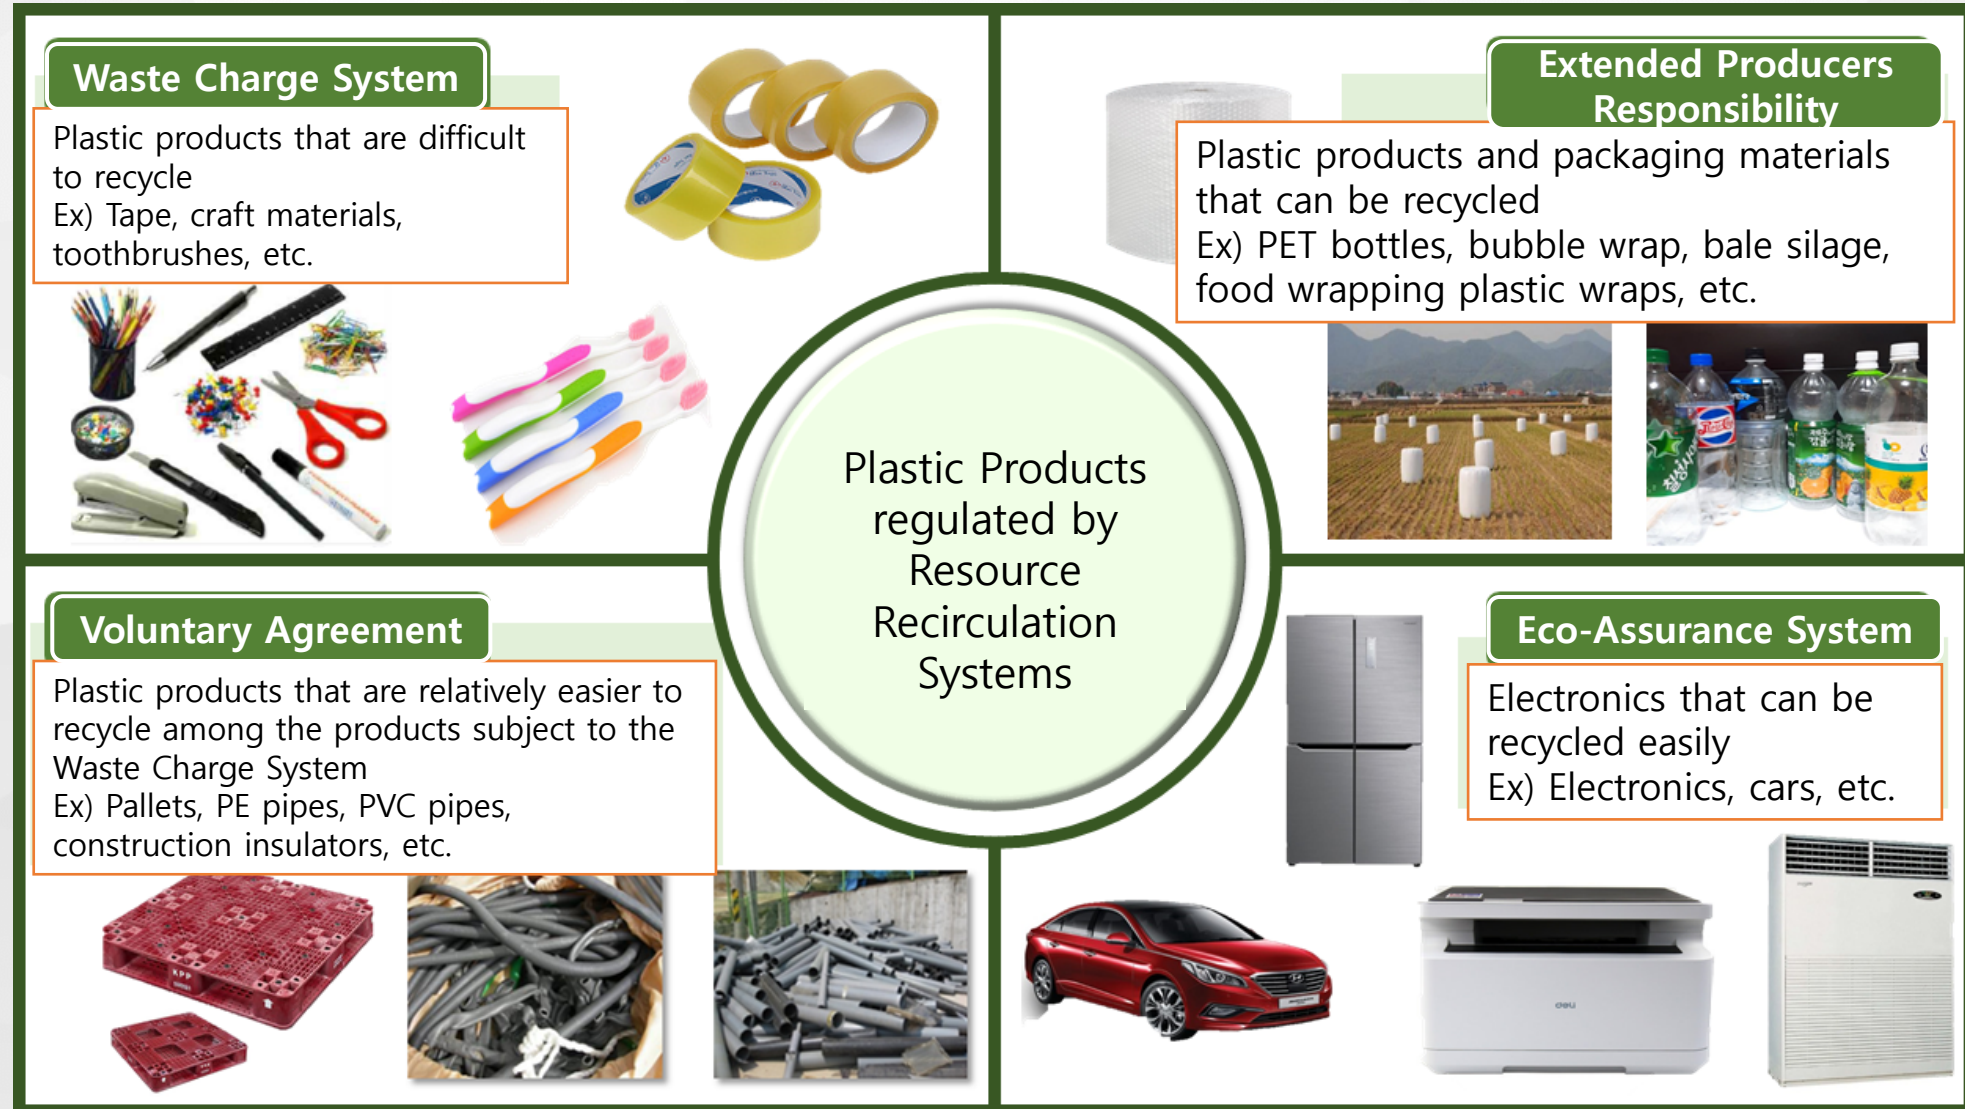 Waste Charge System
Plastic products that are difficult
to recycle
Ex) Tape, craft materials,
toothbrushes, etc.
Extended Producers
Responsibility
Plastic products and packaging materials
that can be recycled
Ex) PET bottles, bubble wrap, bale silage,
food wrapping plastic wraps, etc.
Plastic Products
regulated by
Resource
Recirculation
Systems
Voluntary Agreement
Plastic products that are relatively easier to
recycle among the products subject to the
Waste Charge System
Ex) Pallets, PE pipes, PVC pipes,
construction insulators, etc.
KPP
Eco-Assurance System
Electronics that can be
recycled easily
Ex) Electronics, cars, etc.
deli